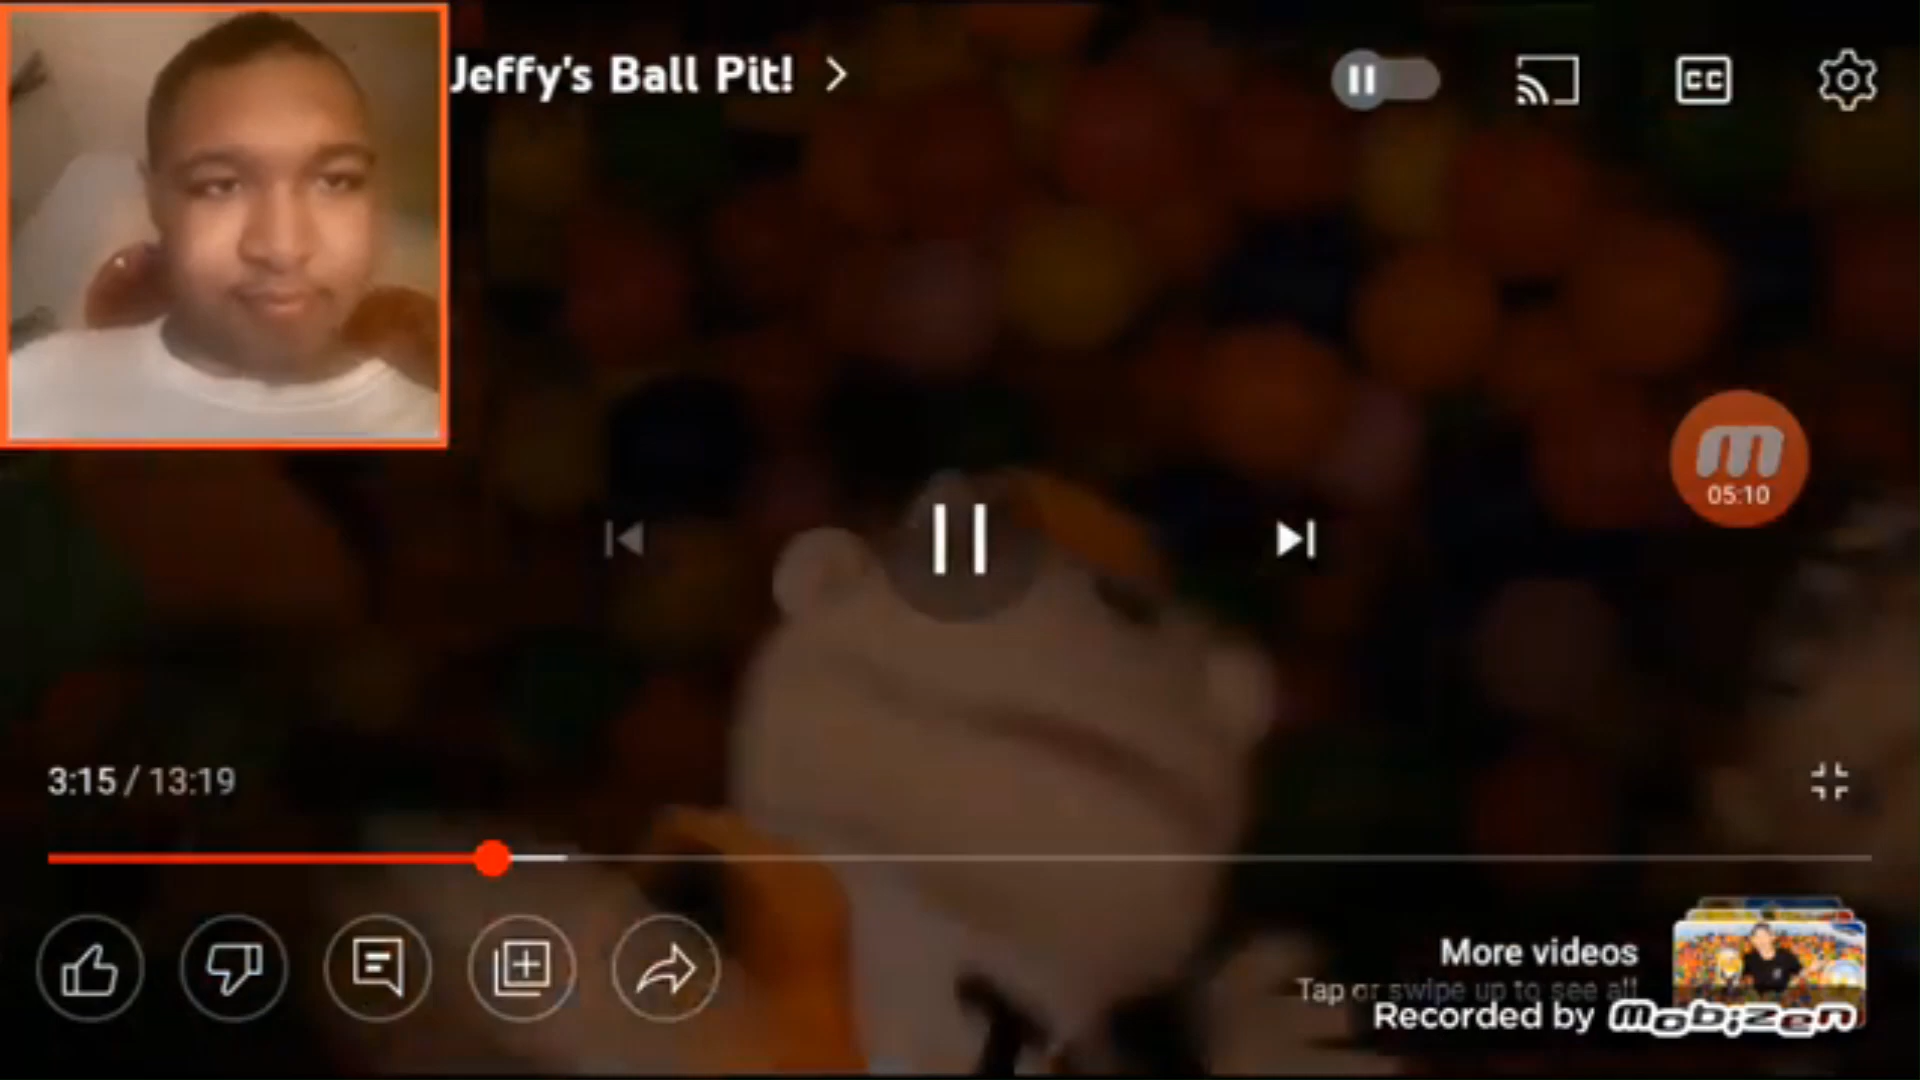 Jeffy's Ball Pit!
CC
m
05:10
3:15 / 13:19
More videos
Tap or swipe up to see all
Recorded by mobizen